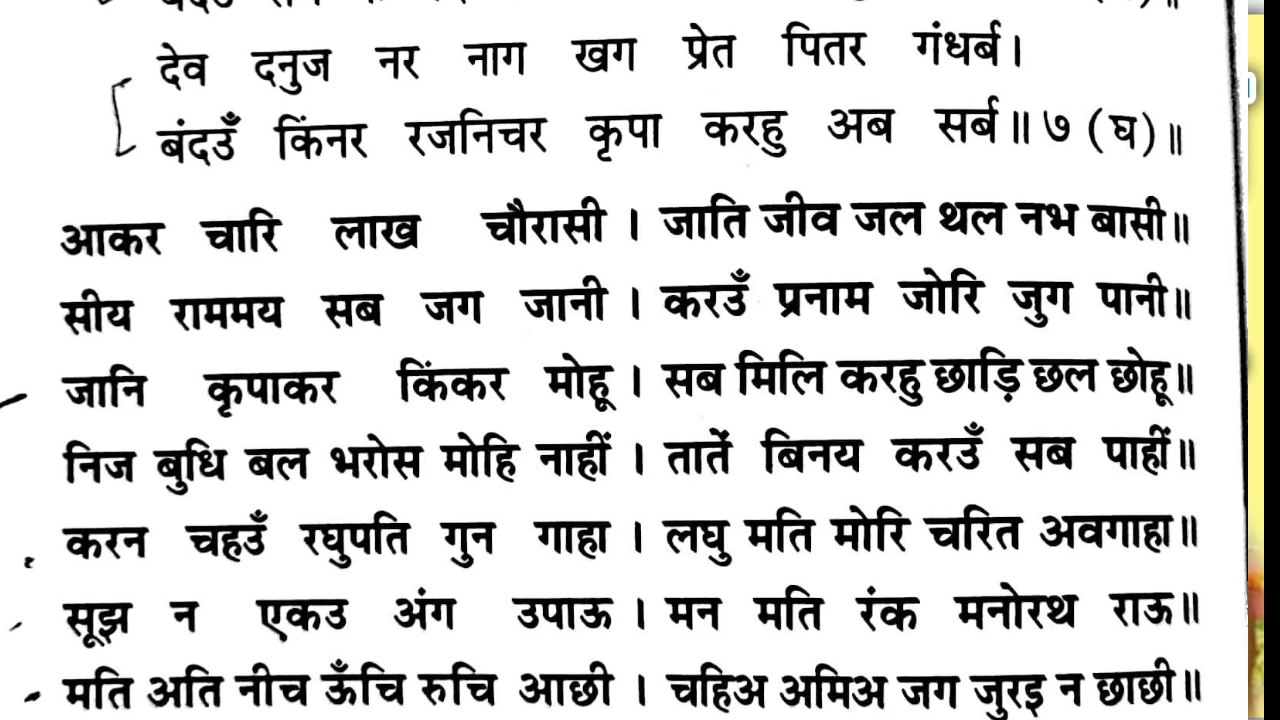 देव दनुज नर नाग खग प्रेत पितर गंधर्ब।
बंदउँ किंनर रजनिचर कृपा करहु अब सर्ब॥ ७ (घ)॥
आकर चारि लाख चौरासी । जाति जीव जल थल नभ बासी॥
सीय राममय सब जग जानी । करउँ प्रनाम जोरि जुग पानी॥
जानि कृपाकर किंकर मोहू । सब मिलि करहु छाड़ि छल छोहू॥
निज बुधि बल भरोस मोहि नाहीं । तातें बिनय करउँ सब पाहीं॥
करन चहउँ रघुपति गुन गाहा । लघु मति मोरि चरित अवगाहा॥
सूझ न एकउ अंग उपाऊ । मन मति रंक मनोरथ राऊ॥
मति अति नीच ऊँचि रुचि आछी । चहिअ अमिअ जग जुरइ न छाछी॥